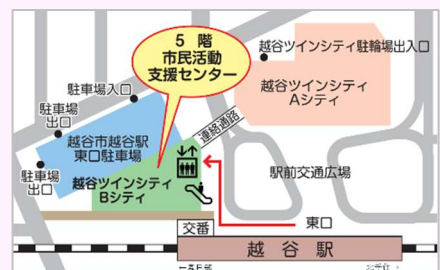 5 階
市民活動
支援センター
越谷ツインシティ駐輪場出入口
越谷ツインシティ
Aシティ
駐車場入口
駐車場
出口
越谷市越谷駅
東口駐車場
連絡通路
駅前交通広場
駐車場
出口
越谷ツインシティ
Bシティ
東口
交番
越 谷 駅